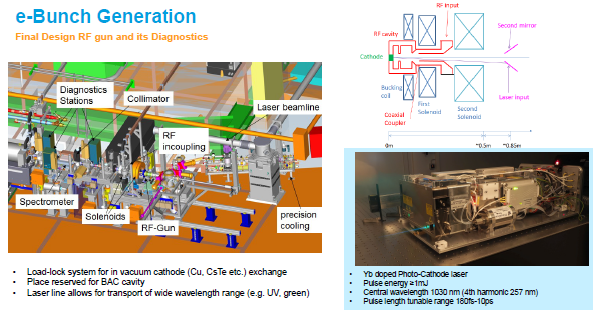 e-Bunch Generation
Final Design RF gun and its Diagnostics
Diagnostics
Stations
Collimator
Laser beamline
RF
incoupling
Spectrometer
Solenoids
RF-Gun
precision
cooling
• Load-lock system for in vacuum cathode (Cu, CsTe etc.) exchange
• Place reserved for BAC cavity
• Laser line allows for transport of wide wavelength range (e.g. UV, green)
RF input
RF cavity
Second mirror
Cathode
Bucking
coil
First
Solenoid
Second
Solenoid
Laser input
Coaxial
Coupler
0m
~0.5m
~0.85m
• Yb doped Photo-Cathode laser
• Pulse energy ≥1mJ
• Central wavelength 1030 nm (4th harmonic 257 nm)
• Pulse length tunable range 180fs-10ps